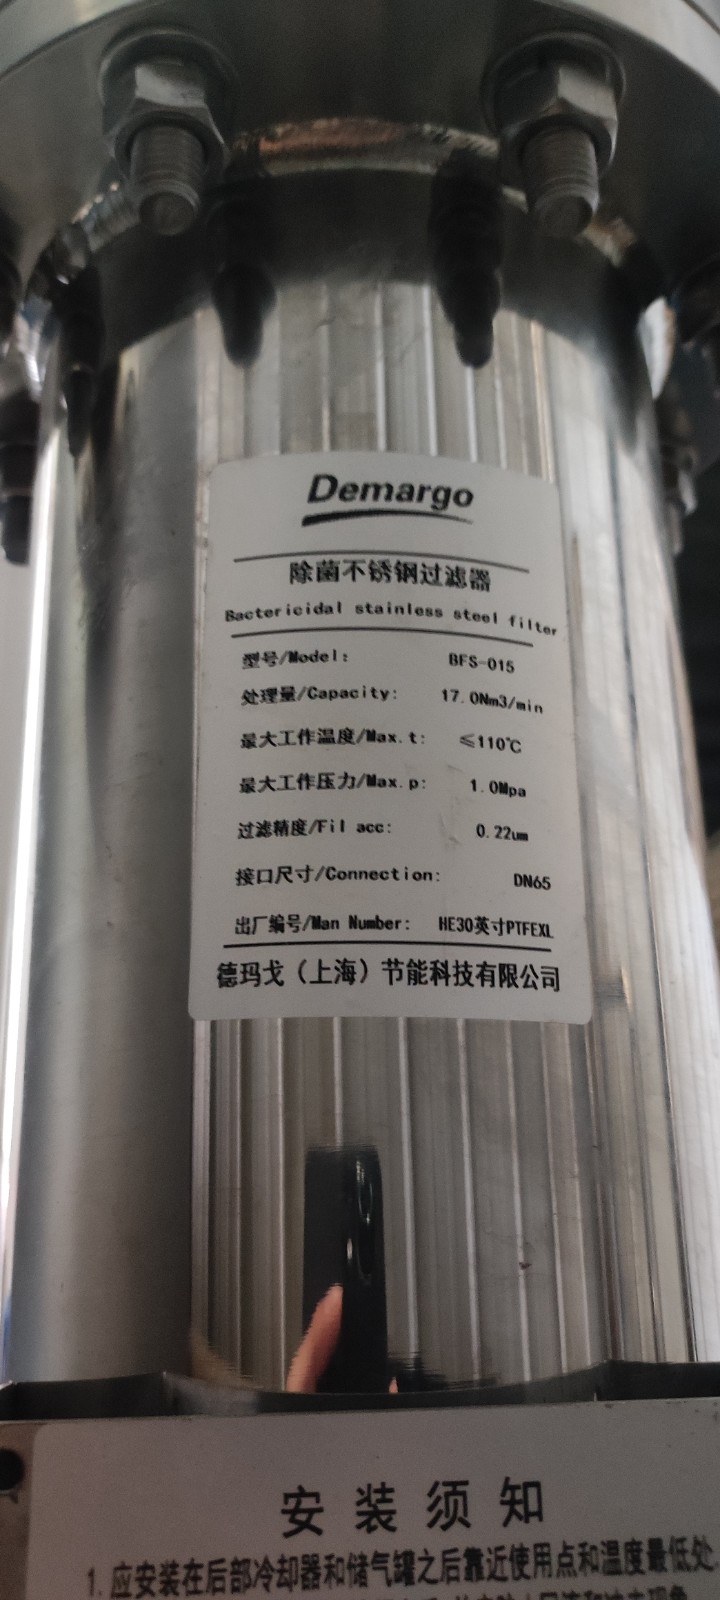 Demargo
除菌不锈钢过滤器
Bactericidal stainless steel filter
型号/Model: BFS-015
处理量/Capacity: 17.0Nm3/min
最大工作温度/Max.t: ≤110℃
最大工作压力/Max.p: 1.0Mpa
过滤精度/Fil acc: 0.22um
接口尺寸/Connection: DN65
出厂编号/Man Number: HE30英寸PTFEXL
德玛戈（上海）节能科技有限公司
安装须知
1. 应安装在后部冷却器和储气罐之后靠近使用点和温度最低处